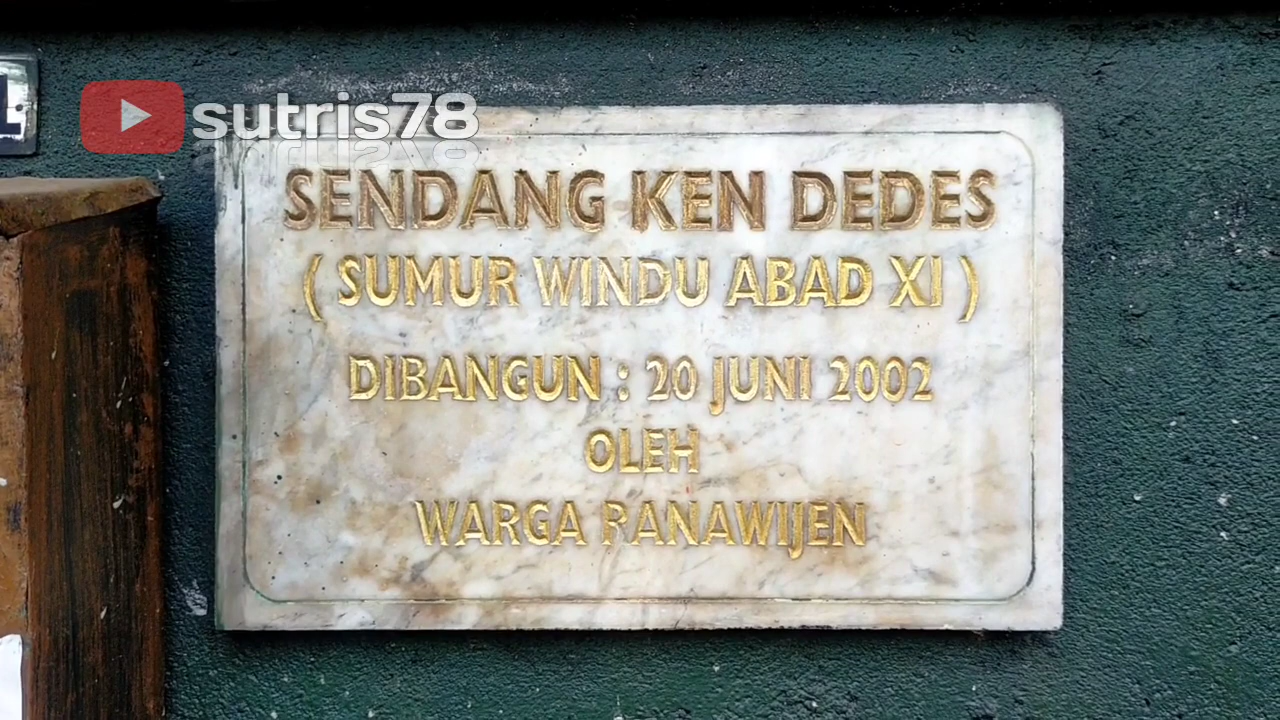 sutris78
SENDANG KEN DEDES
( SUMUR WINDU ABAD XI )
DIBANGUN : 20 JUNI 2002
OLEH
WARGA PANAWIJEN